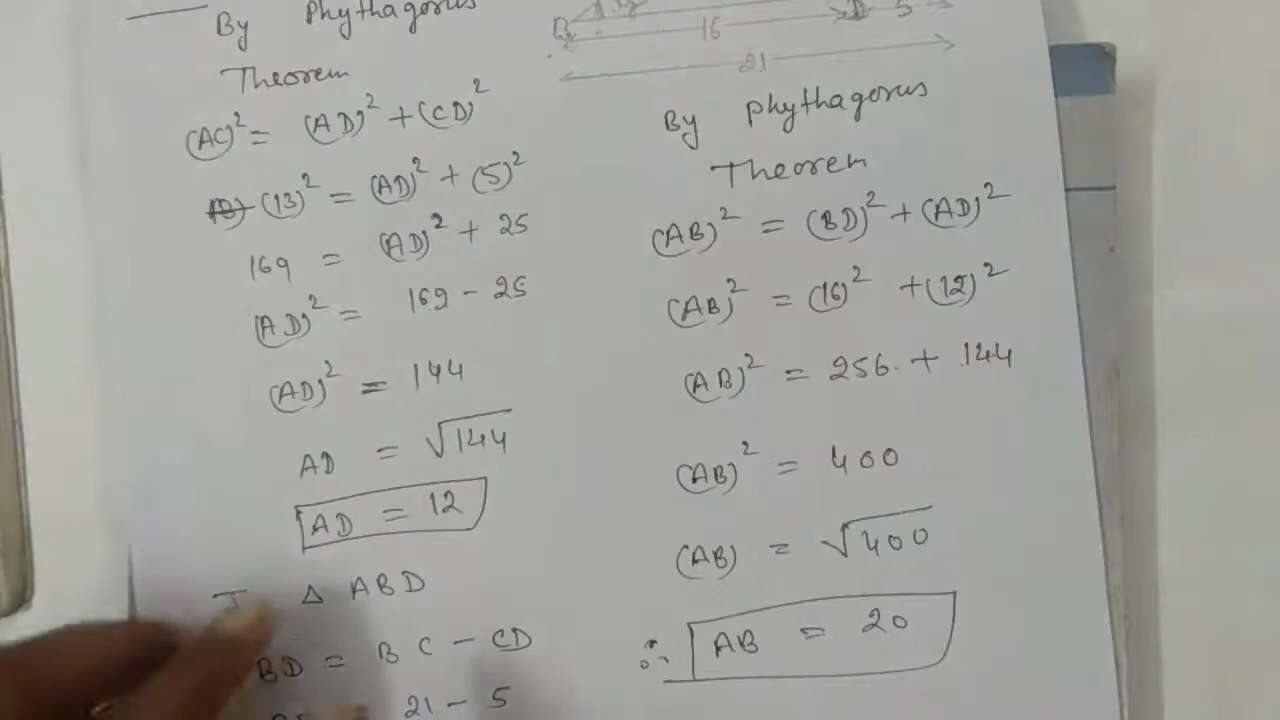 By Phythagorus
Theorem
(AC)² = (AD)² + (CD)²
(13)² = (AD)² + (5)²
169 = (AD)² + 25
(AD)² = 169 - 25
(AD)² = 144
AD = √144
AD = 12
Δ ABD
BD = BC - CD
21 - 5
B
16
D
5
21
By Phythagorus
Theorem
(AB)² = (BD)² + (AD)²
(AB)² = (16)² + (12)²
(AB)² = 256 + 144
(AB)² = 400
(AB) = √400
∴ AB = 20